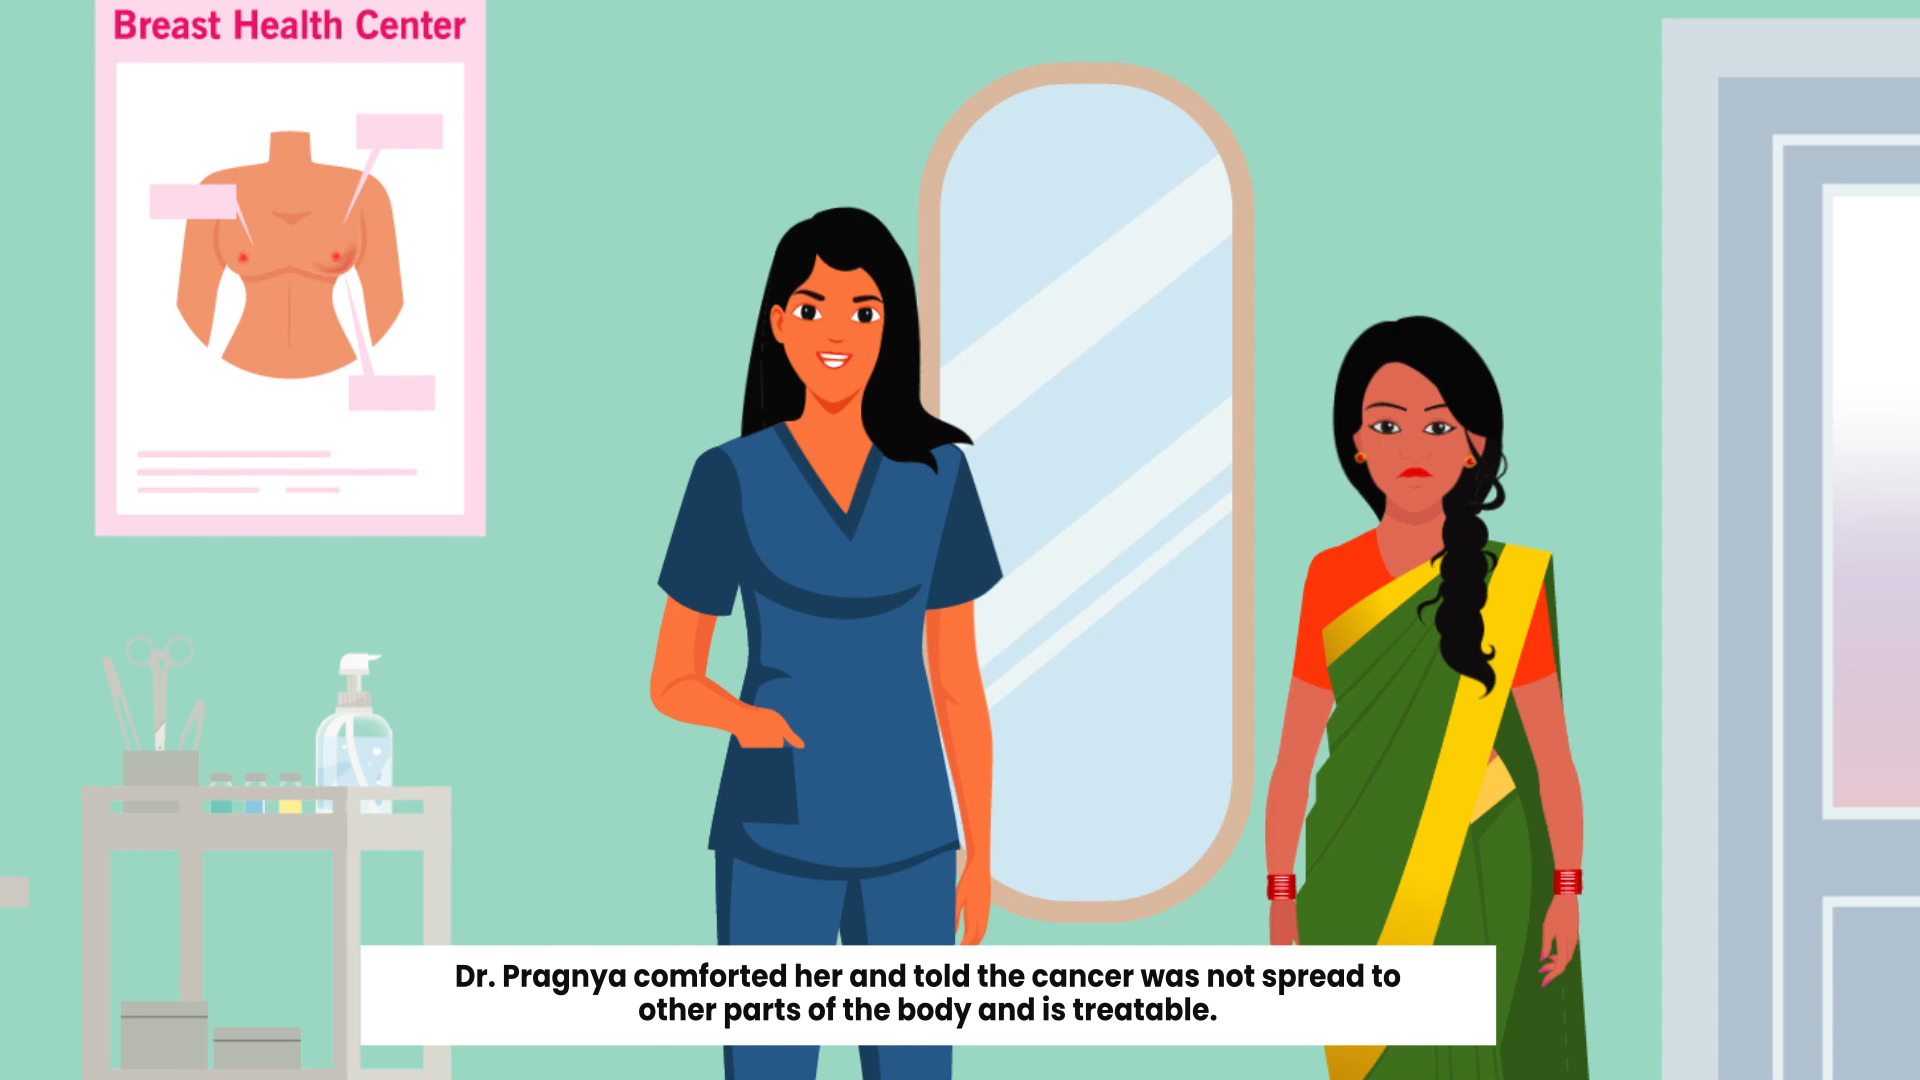 Breast Health Center
Dr. Pragnya comforted her and told the cancer was not spread to
other parts of the body and is treatable.